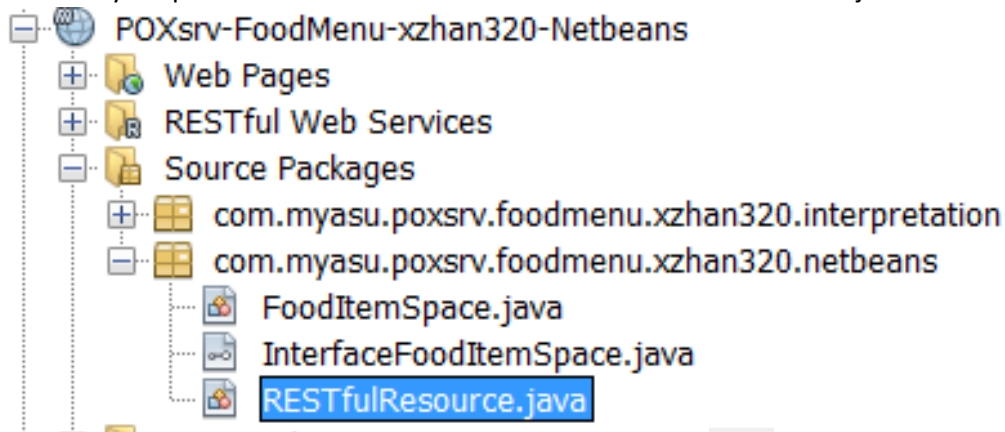 POXsrv-FoodMenu-xzhan320-Netbeans
Web Pages
RESTful Web Services
Source Packages
com.myasu.poxsrv.foodmenu.xzhan320.interpretation
com.myasu.poxsrv.foodmenu.xzhan320.netbeans
FoodItemSpace.java
InterfaceFoodItemSpace.java
RESTfulResource.java